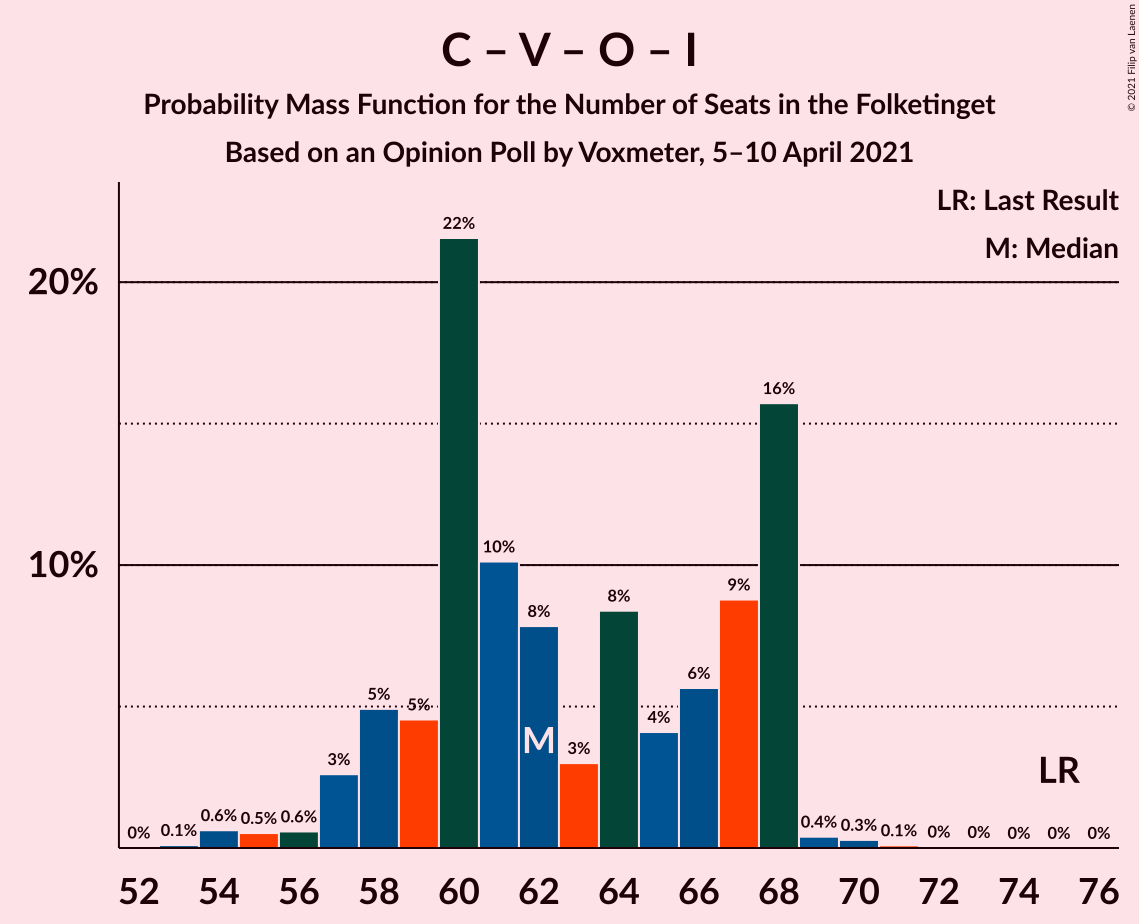 C – V – O – I
Probability Mass Function for the Number of Seats in the Folketinget
Based on an Opinion Poll by Voxmeter, 5–10 April 2021
© 2021 Filip van Laenen
LR: Last Result
M: Median
20%
10%
0% 0.1% 0.6% 0.5% 0.6% 3% 5% 5% 22% 10% 8% 3% 8% 4% 6% 9% 16% 0.4% 0.3% 0.1% 0% 0% 0% 0% 0%
M
LR
52 54 56 58 60 62 64 66 68 70 72 74 76